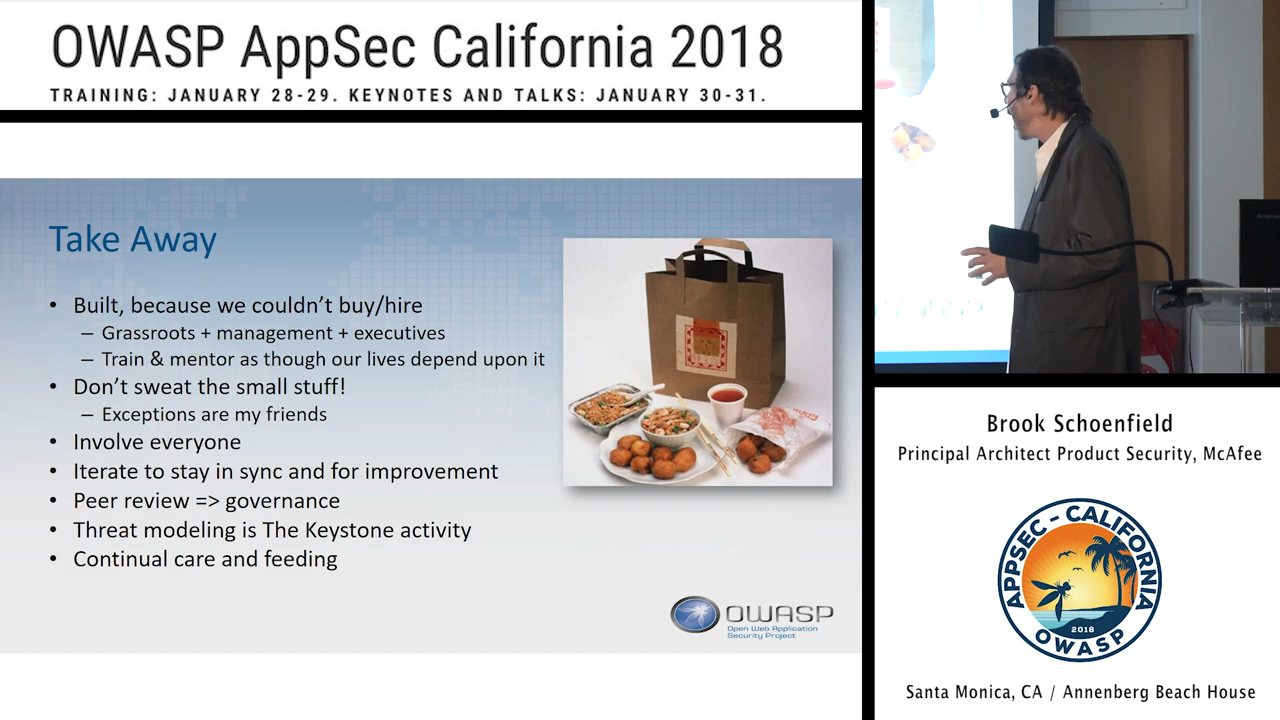 OWASP AppSec California 2018
TRAINING: JANUARY 28-29. KEYNOTES AND TALKS: JANUARY 30-31.
Take Away
• Built, because we couldn't buy/hire
– Grassroots + management + executives
– Train & mentor as though our lives depend upon it
• Don't sweat the small stuff!
– Exceptions are my friends
• Involve everyone
• Iterate to stay in sync and for improvement
• Peer review => governance
• Threat modeling is The Keystone activity
• Continual care and feeding
OWASP
Open Web Application
Security Project
Brook Schoenfield
Principal Architect Product Security, McAfee
APPSEC - CALIFORNIA
2018
OWASP
Santa Monica, CA / Annenberg Beach House